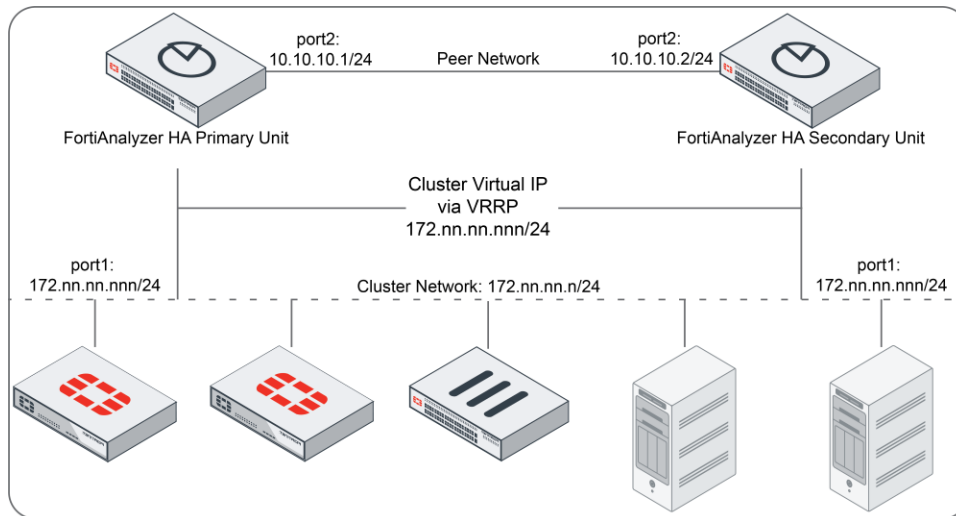 port2:
10.10.10.1/24
Peer Network
port2:
10.10.10.2/24
FortiAnalyzer HA Primary Unit
FortiAnalyzer HA Secondary Unit
Cluster Virtual IP
via VRRP
172.nn.nn.nnn/24
port1:
172.nn.nn.nnn/24
Cluster Network: 172.nn.nn.n/24
port1:
172.nn.nn.nnn/24